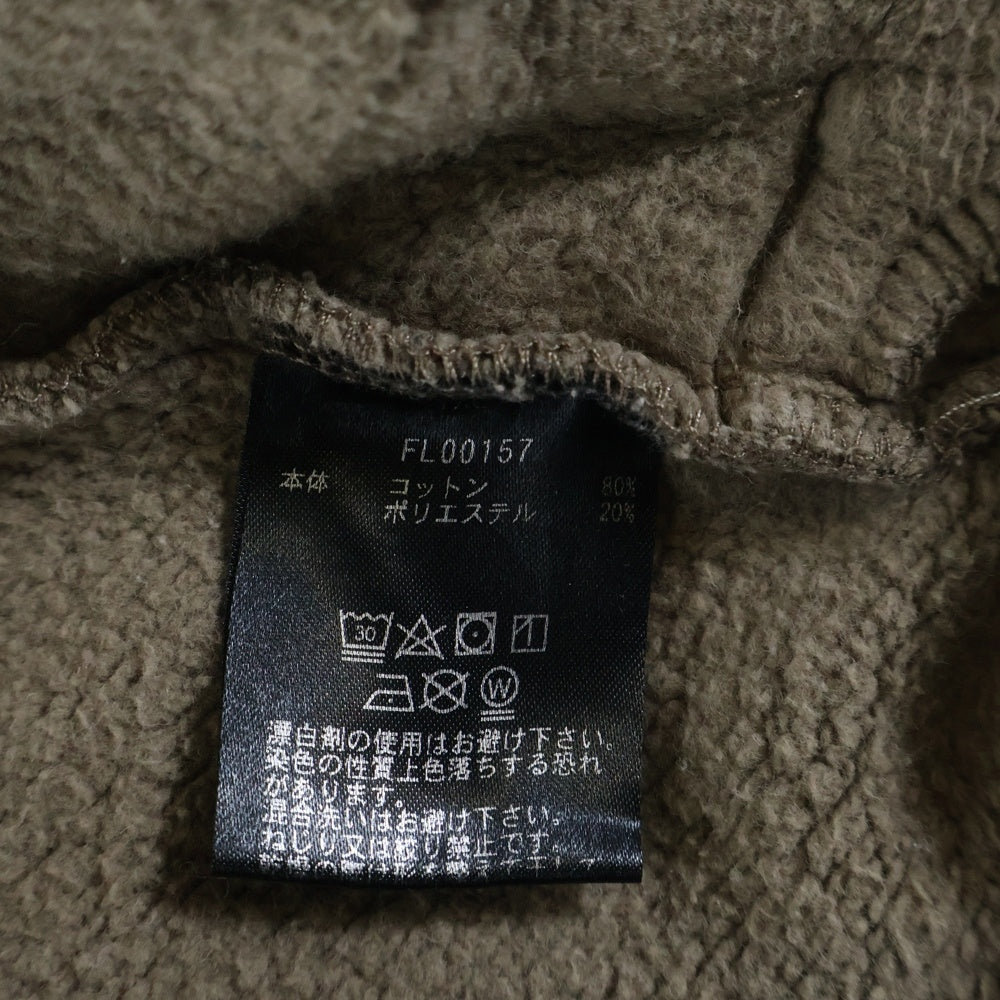 FL00157
本体 コットン 80%
ポリエステル 20%
30
W
漂白剤の使用はお避け下さい。
染色の性質上色落ちする恐れ
があります。
混合洗いはお避け下さい。
ねじり又は絞り禁止です。